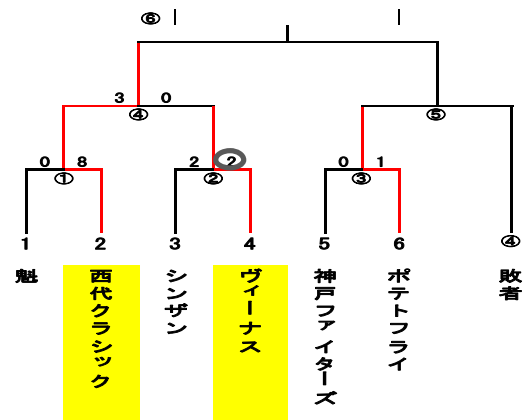 ⑥
3 0
④ ⑤
0 8 2 2 0 1
① ② ③
1 2 3 4 5 6 ④
魁
西代クラシック
シンザン
ヴィーナス
神戸ファイターズ
ポテトフライ
敗者